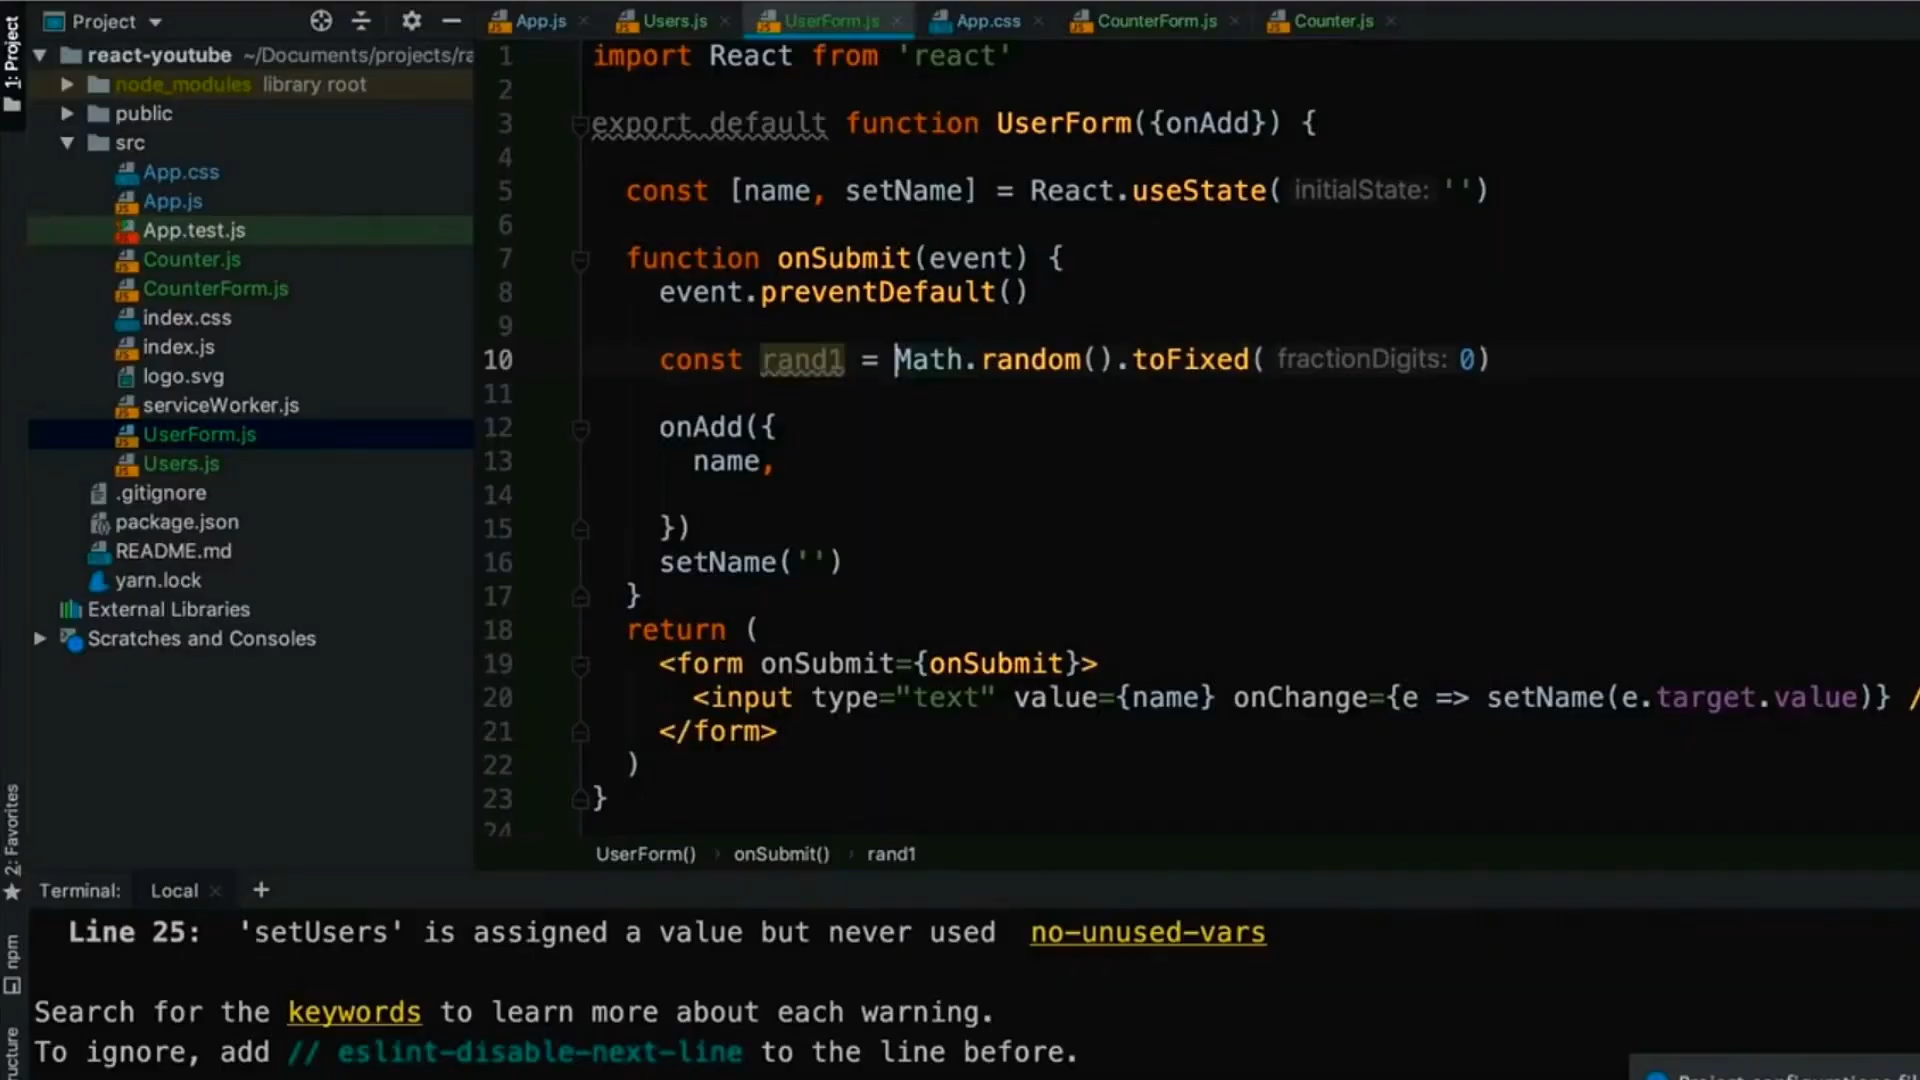 Project
App.js
Users.js
UserForm.js
App.css
CounterForm.js
Counter.js
1: Project
react-youtube ~/Documents/projects/ra
node_modules library root
public
src
App.css
App.js
App.test.js
Counter.js
CounterForm.js
index.css
index.js
logo.svg
serviceWorker.js
UserForm.js
Users.js
.gitignore
package.json
README.md
yarn.lock
External Libraries
Scratches and Consoles
1 import React from 'react'
2
3 export default function UserForm({onAdd}) {
4
5 const [name, setName] = React.useState( initialState: '')
6
7 function onSubmit(event) {
8 event.preventDefault()
9
10 const rand1 = Math.random().toFixed( fractionDigits: 0)
11
12 onAdd({
13 name,
14
15 })
16 setName('')
17 }
18 return (
19 <form onSubmit={onSubmit}>
20 <input type="text" value={name} onChange={e => setName(e.target.value)} /
21 </form>
22 )
23 }
24
UserForm() › onSubmit() › rand1
2: Favorites
npm
Terminal: Local +
Line 25: 'setUsers' is assigned a value but never used no-unused-vars
Search for the keywords to learn more about each warning.
To ignore, add // eslint-disable-next-line to the line before.